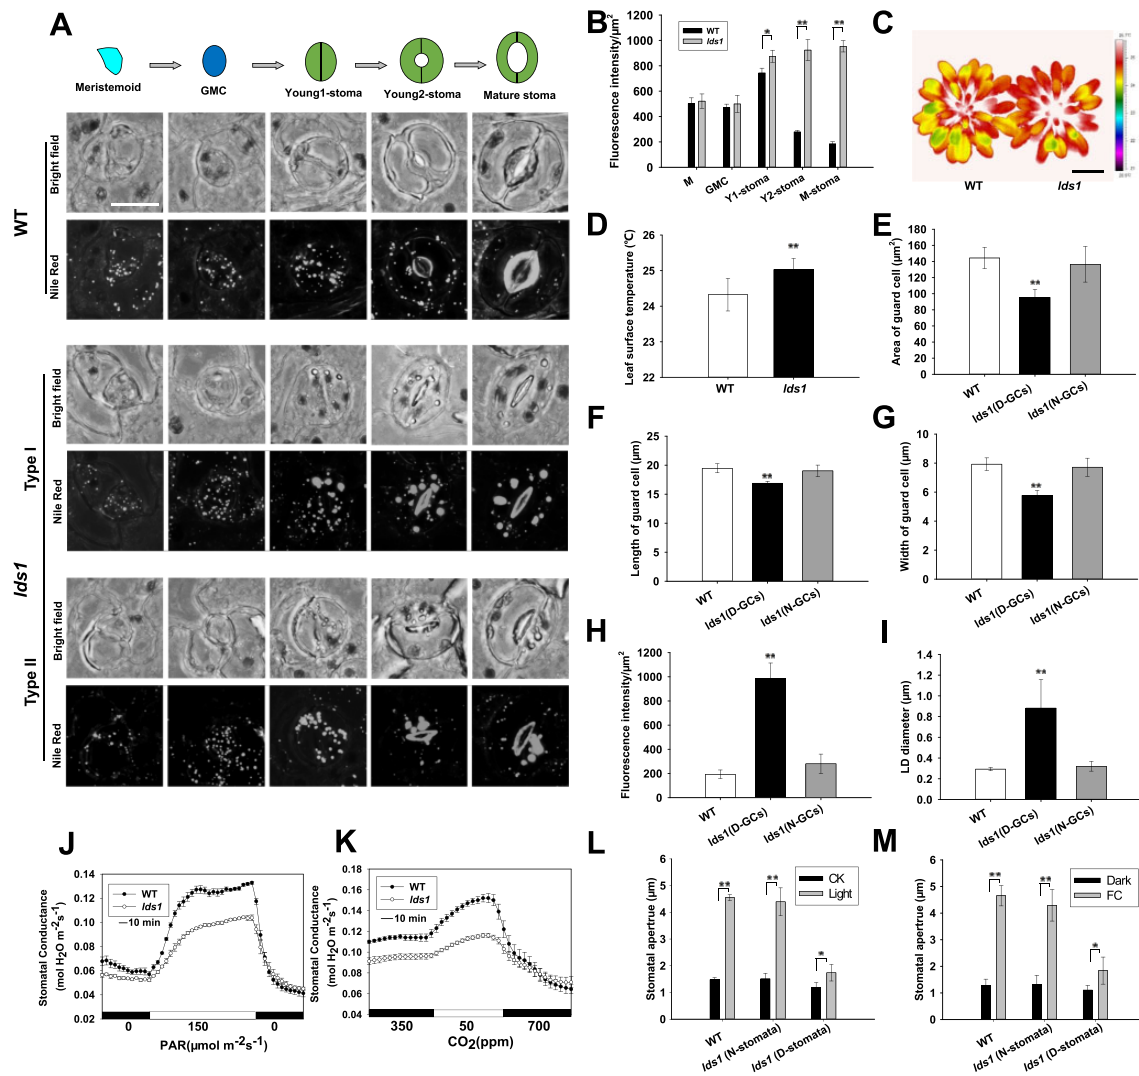 A
Meristemoid
GMC
Young1-stoma
Young2-stoma
Mature stoma
WT
Bright field
Nile Red
lds1
Type I
Bright field
Nile Red
Type II
Bright field
Nile Red
B
Fluorescence intensity/μm²
1200
1000
800
600
400
200
0
WT
lds1
*
**
**
M
GMC
Y1-stoma
Y2-stoma
M-stoma
C
WT
lds1
D
Leaf surface temperature (℃)
26
25
24
23
22
**
WT
lds1
E
Area of guard cell (μm²)
180
160
140
120
100
80
60
40
20
0
**
WT
lds1(D-GCs)
lds1(N-GCs)
F
Length of guard cell (μm)
25
20
15
10
5
0
**
WT
lds1(D-GCs)
lds1(N-GCs)
G
Width of guard cell (μm)
10
8
6
4
2
0
**
WT
lds1(D-GCs)
lds1(N-GCs)
H
Fluorescence intensity/μm²
1200
1000
800
600
400
200
0
**
WT
lds1(D-GCs)
lds1(N-GCs)
I
LD diameter (μm)
1.4
1.2
1.0
0.8
0.6
0.4
0.2
0.0
**
WT
lds1(D-GCs)
lds1(N-GCs)
J
Stomatal Conductance
(mol H₂O m⁻²s⁻¹)
0.14
0.12
0.10
0.08
0.06
0.04
0.02
WT
lds1
10 min
0
150
0
PAR(μmol m⁻²s⁻¹)
K
Stomatal Conductance
(mol H₂O m⁻²s⁻¹)
0.18
0.16
0.14
0.12
0.10
0.08
0.06
0.04
WT
lds1
10 min
350
50
700
CO₂(ppm)
L
Stomatal apertrue (μm)
6
5
4
3
2
1
0
CK
Light
**
**
*
WT
lds1 (N-stomata)
lds1 (D-stomata)
M
Stomatal apertrue (μm)
6
5
4
3
2
1
0
Dark
FC
**
**
*
WT
lds1 (N-stomata)
lds1 (D-stomata)